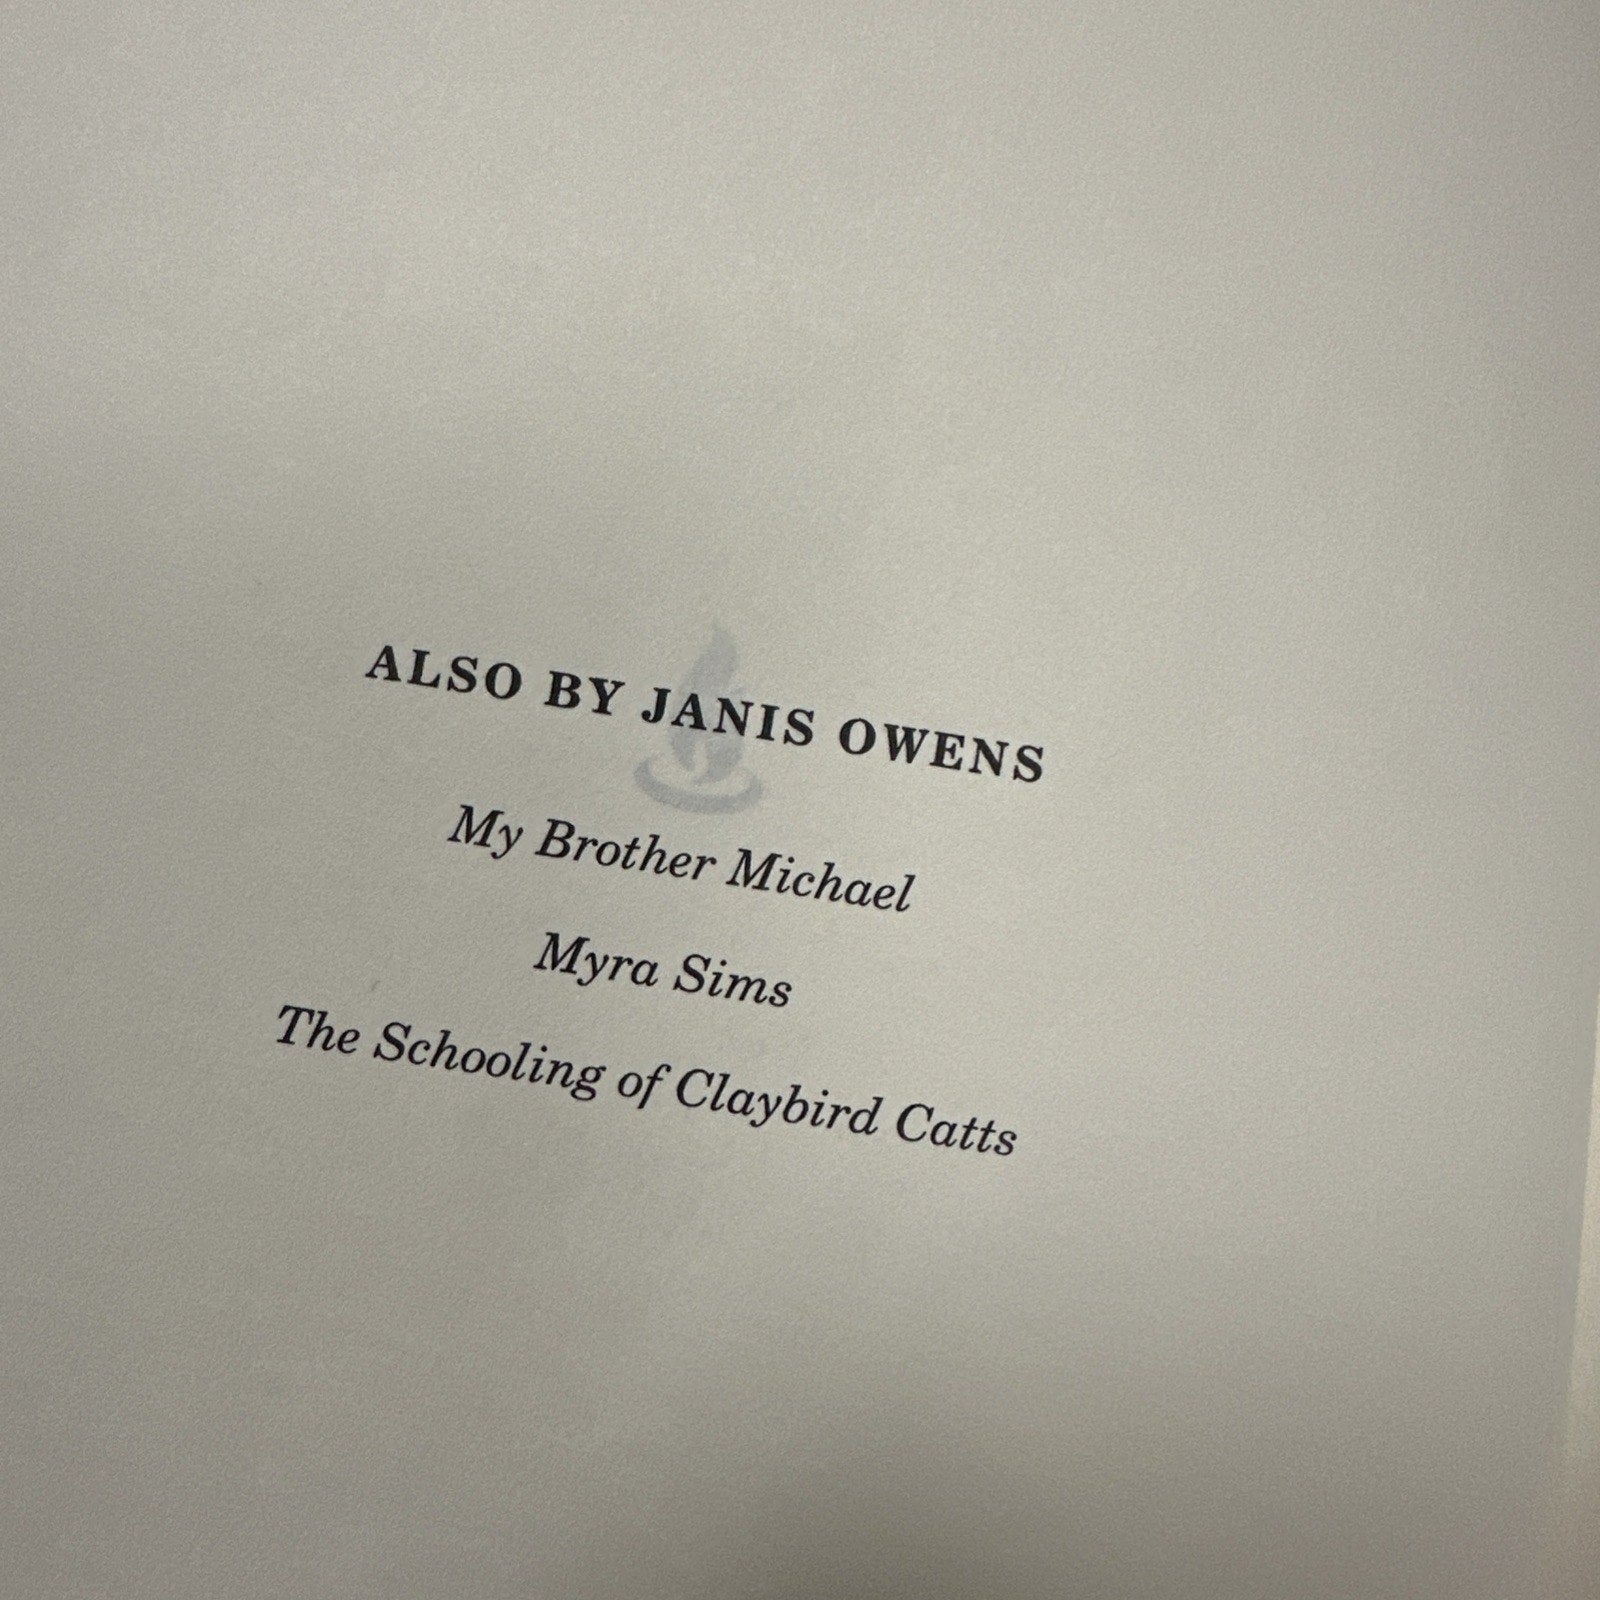 ALSO BY JANIS OWENS
My Brother Michael
Myra Sims
The Schooling of Claybird Catts